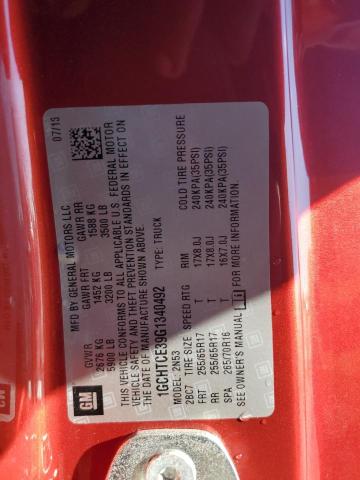 MFD BY GENERAL MOTORS LLC 07/15
GVWR GAWR FRT GAWR RR
2676 KG 1452 KG 1588 KG
5900 LB 3200 LB 3500 LB
THIS VEHICLE CONFORMS TO ALL APPLICABLE U.S. FEDERAL MOTOR
VEHICLE SAFETY AND THEFT PREVENTION STANDARDS IN EFFECT ON
THE DATE OF MANUFACTURE SHOWN ABOVE.
GM
1GCHTCE39G1340492 TYPE: TRUCK
MODEL: 2N53
2BC7 TIRE SIZE SPEED RTG RIM COLD TIRE PRESSURE
FRT 255/65R17 T 17X8.0J 240KPA(35PSI)
RR 255/65R17 T 17X8.0J 240KPA(35PSI)
SPA 265/70R16 T 16X7.0J 240KPA(35PSI)
SEE OWNER'S MANUAL FOR MORE INFORMATION.